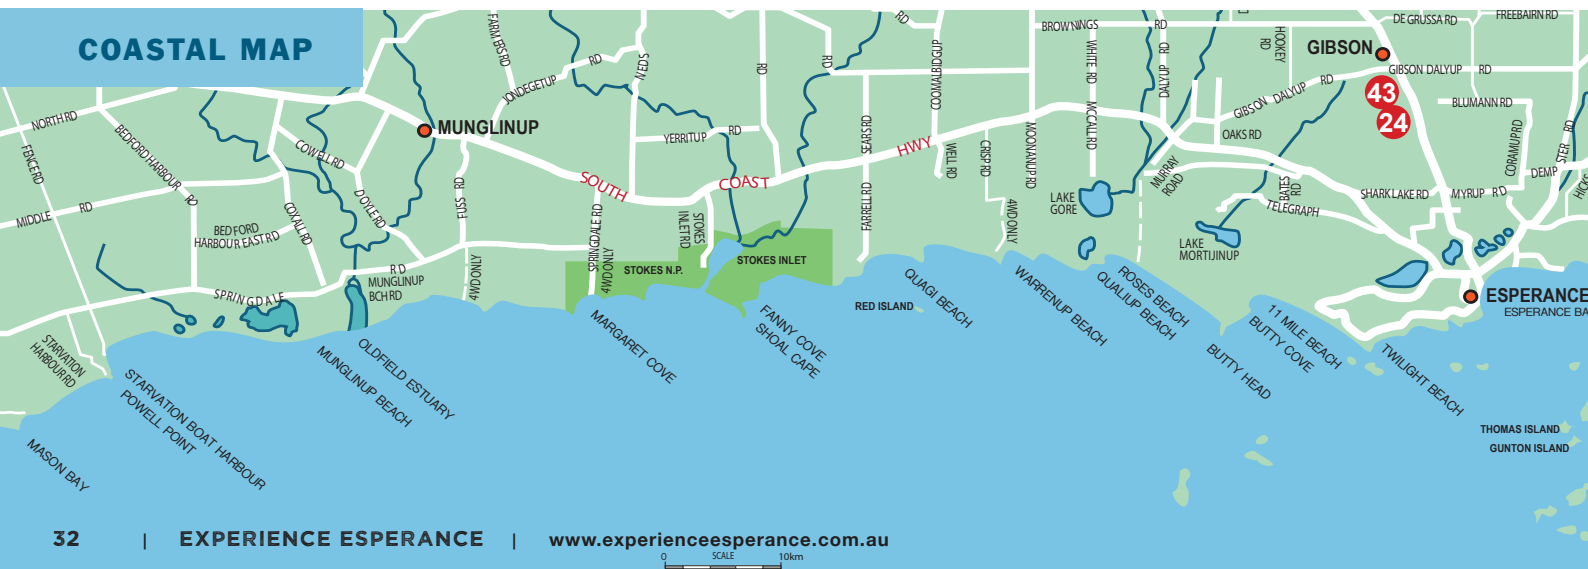 COASTAL MAP
FARMERS RD
RD
BROWNINGS
RD
DE GRUSSA RD
FREEBAIRN RD
HOOKEY
RD
GIBSON
JONDEGETUP
RD
RD
RD
COOMALBIDGUP
WHITE RD
DALYUP RD
GIBSON DALYUP RD
GIBSON DALYUP RD
43
24
BLUMANN RD
NORTH RD
BEDFORD HARBOUR RD
MUNGLINUP
YERRITUP RD
SEARS RD
HWY
MCCALL RD
OAKS RD
CORAMUP RD
FENCE RD
COWELL RD
WELL RD
CRISP RD
MOONANUP RD
MURRAY
ROAD
BATES
RD
DEMP
HICKS
MIDDLE RD
DOYLE RD
FUSS RD
SOUTH
COAST
FARRELL RD
LAKE
GORE
SHARK LAKE RD
MYRUP RD
TELEGRAPH
BEDFORD
HARBOUR EAST RD
COXALL RD
SPRINGDALE RD
4WD ONLY
STOKES
INLET RD
4WD ONLY
LAKE
MORTIJINUP
SPRINGDALE
RD
MUNGLINUP
BCH RD
4WD ONLY
STOKES N.P.
STOKES INLET
ESPERANCE
ESPERANCE BA
RED ISLAND
QUAGI BEACH
WARRENUP BEACH
ROSES BEACH
QUALIUP BEACH
11 MILE BEACH
BUTTY COVE
BUTTY HEAD
TWILIGHT BEACH
STARVATION
HARBOUR RD
MARGARET COVE
FANNY COVE
SHOAL CAPE
OLDFIELD ESTUARY
MUNGLINUP BEACH
STARVATION BOAT HARBOUR
POWELL POINT
MASON BAY
THOMAS ISLAND
GUNTON ISLAND
32 | EXPERIENCE ESPERANCE | www.experienceesperance.com.au
0 SCALE 10km